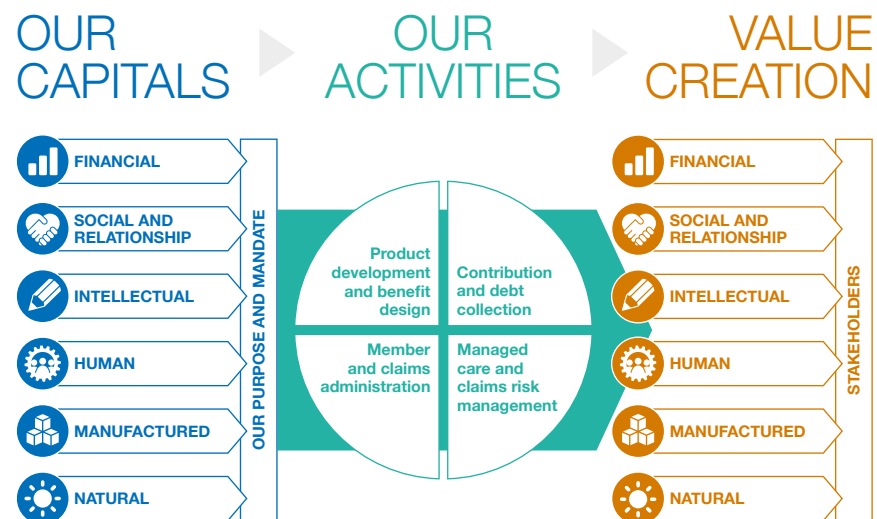 OUR
CAPITALS
OUR
ACTIVITIES
VALUE
CREATION
FINANCIAL
SOCIAL AND
RELATIONSHIP
INTELLECTUAL
HUMAN
MANUFACTURED
NATURAL
OUR PURPOSE AND MANDATE
Product
development
and benefit
design
Contribution
and debt
collection
Member
and claims
administration
Managed
care and
claims risk
management
FINANCIAL
SOCIAL AND
RELATIONSHIP
INTELLECTUAL
HUMAN
MANUFACTURED
NATURAL
STAKEHOLDERS